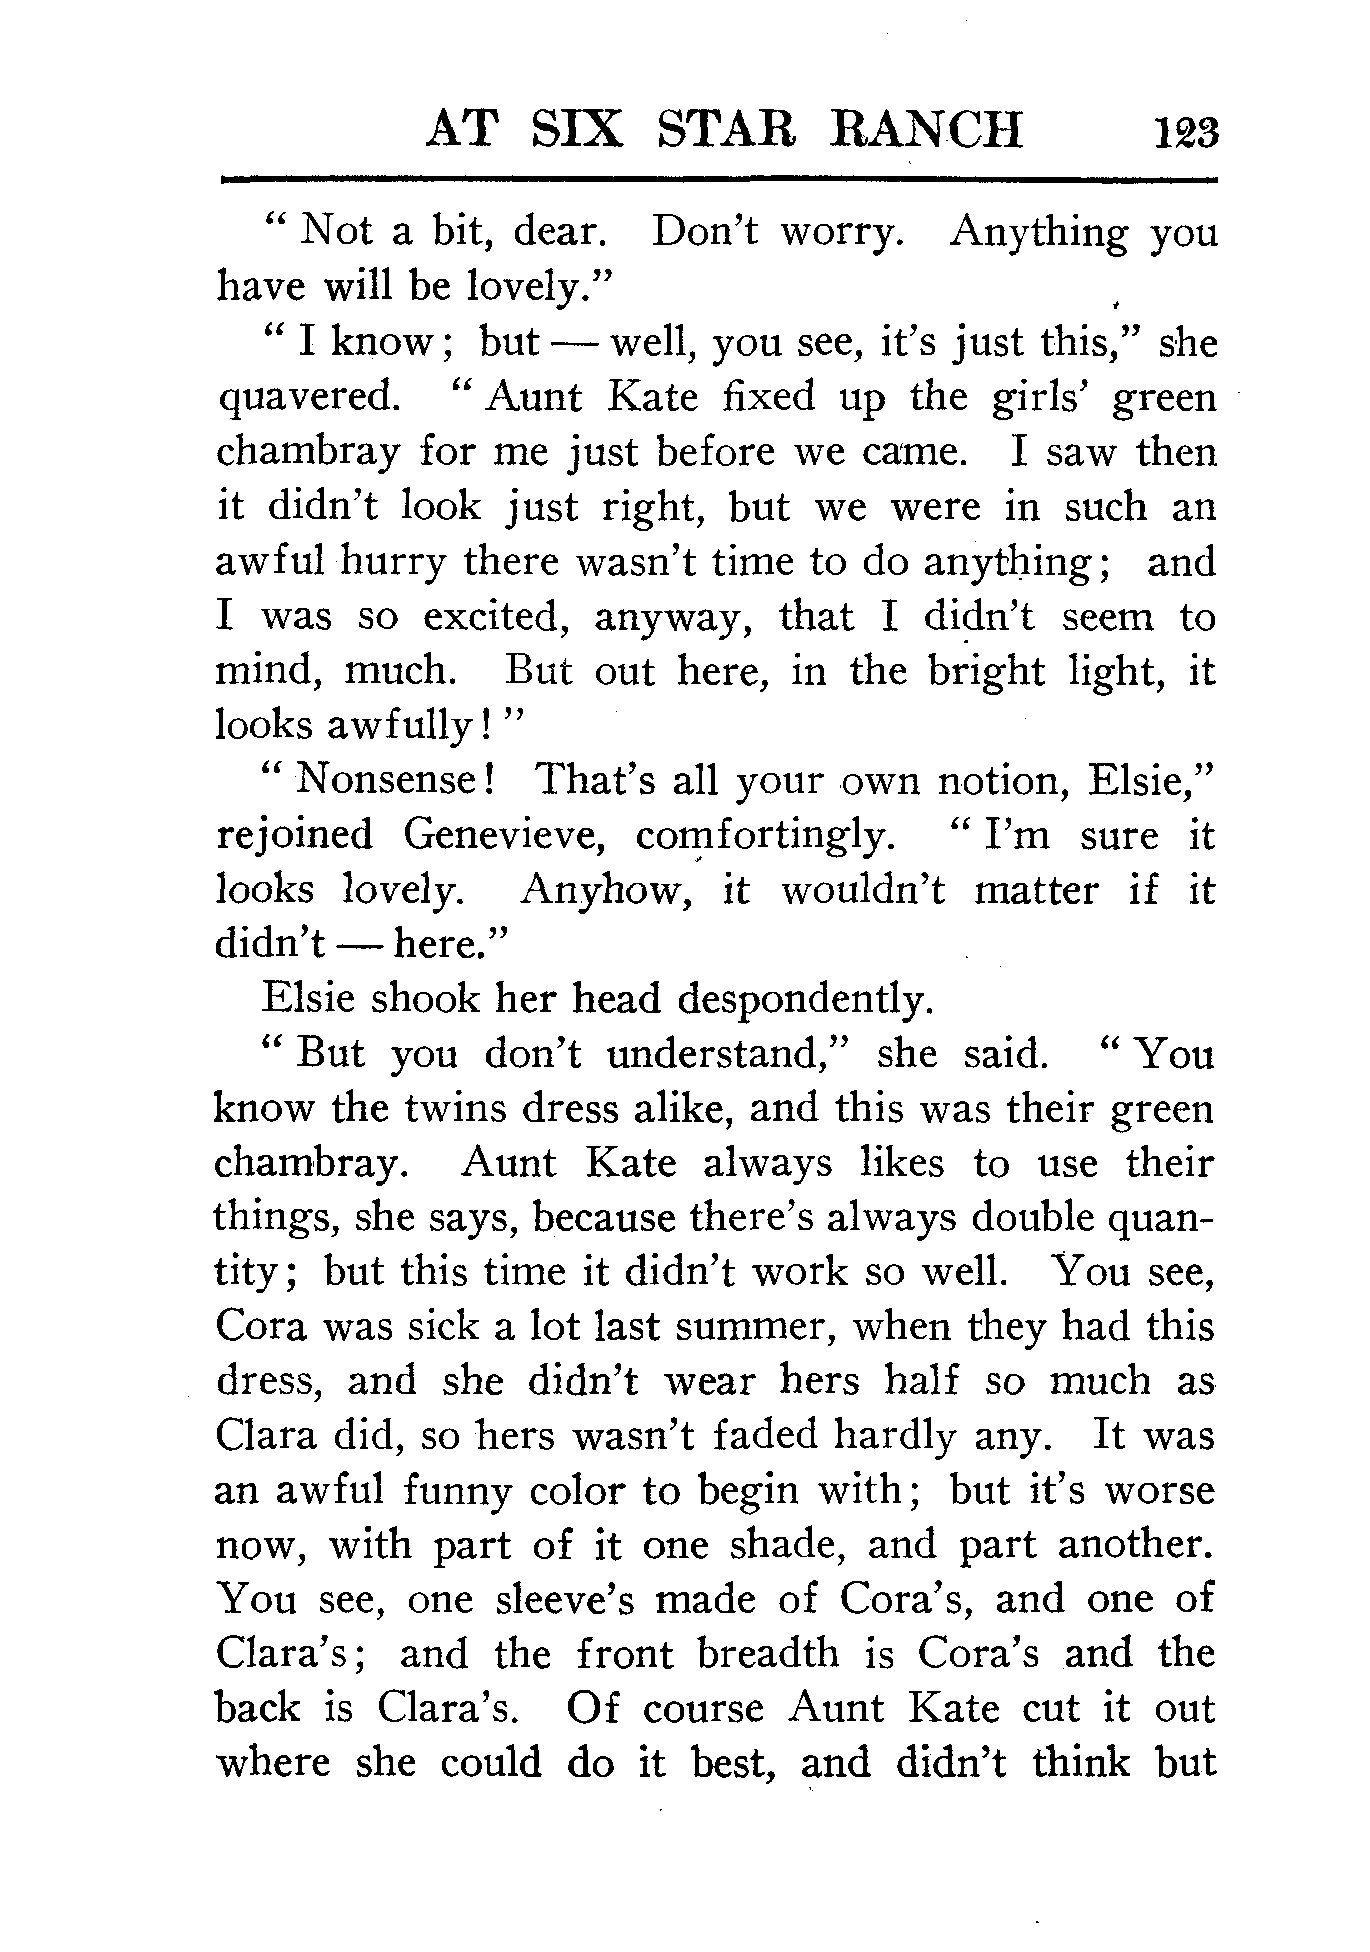 AT SIX STAR RANCH 123
“ Not a bit, dear. Don’t worry. Anything you
have will be lovely.”
“ I know; but — well, you see, it’s just this,” she
quavered. “ Aunt Kate fixed up the girls’ green
chambray for me just before we came. I saw then
it didn’t look just right, but we were in such an
awful hurry there wasn’t time to do anything; and
I was so excited, anyway, that I didn’t seem to
mind, much. But out here, in the bright light, it
looks awfully! ”
“ Nonsense! That’s all your own notion, Elsie,”
rejoined Genevieve, comfortingly. “ I’m sure it
looks lovely. Anyhow, it wouldn’t matter if it
didn’t — here.”
Elsie shook her head despondently.
“ But you don’t understand,” she said. “ You
know the twins dress alike, and this was their green
chambray. Aunt Kate always likes to use their
things, she says, because there’s always double quan-
tity; but this time it didn’t work so well. You see,
Cora was sick a lot last summer, when they had this
dress, and she didn’t wear hers half so much as
Clara did, so hers wasn’t faded hardly any. It was
an awful funny color to begin with; but it’s worse
now, with part of it one shade, and part another.
You see, one sleeve’s made of Cora’s, and one of
Clara’s; and the front breadth is Cora’s and the
back is Clara’s. Of course Aunt Kate cut it out
where she could do it best, and didn’t think but